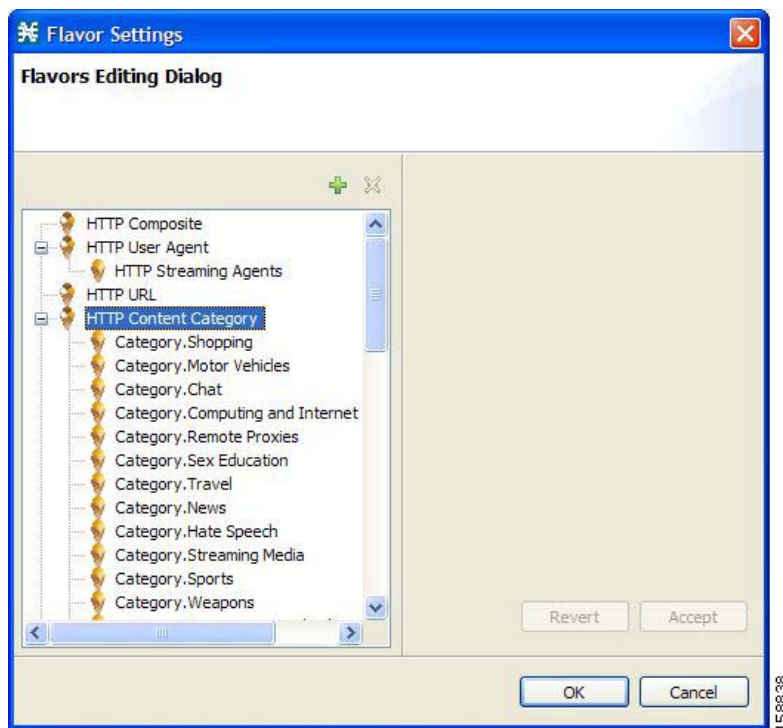 Flavor Settings
Flavors Editing Dialog
HTTP Composite
HTTP User Agent
HTTP Streaming Agents
HTTP URL
HTTP Content Category
Category.Shopping
Category.Motor Vehicles
Category.Chat
Category.Computing and Internet
Category.Remote Proxies
Category.Sex Education
Category.Travel
Category.News
Category.Hate Speech
Category.Streaming Media
Category.Sports
Category.Weapons
Revert
Accept
OK
Cancel